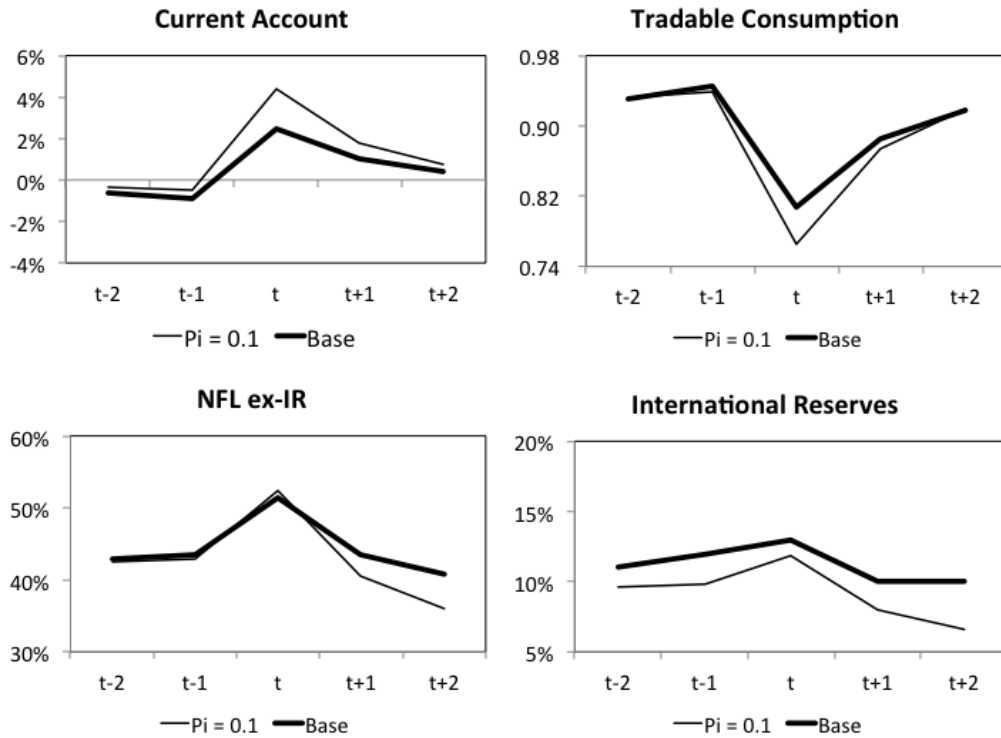 Current Account
6%
4%
2%
0%
-2%
-4%
t-2 t-1 t t+1 t+2
Pi = 0.1 Base
Tradable Consumption
0.98
0.90
0.82
0.74
t-2 t-1 t t+1 t+2
Pi = 0.1 Base
NFL ex-IR
60%
50%
40%
30%
t-2 t-1 t t+1 t+2
Pi = 0.1 Base
International Reserves
20%
15%
10%
5%
t-2 t-1 t t+1 t+2
Pi = 0.1 Base